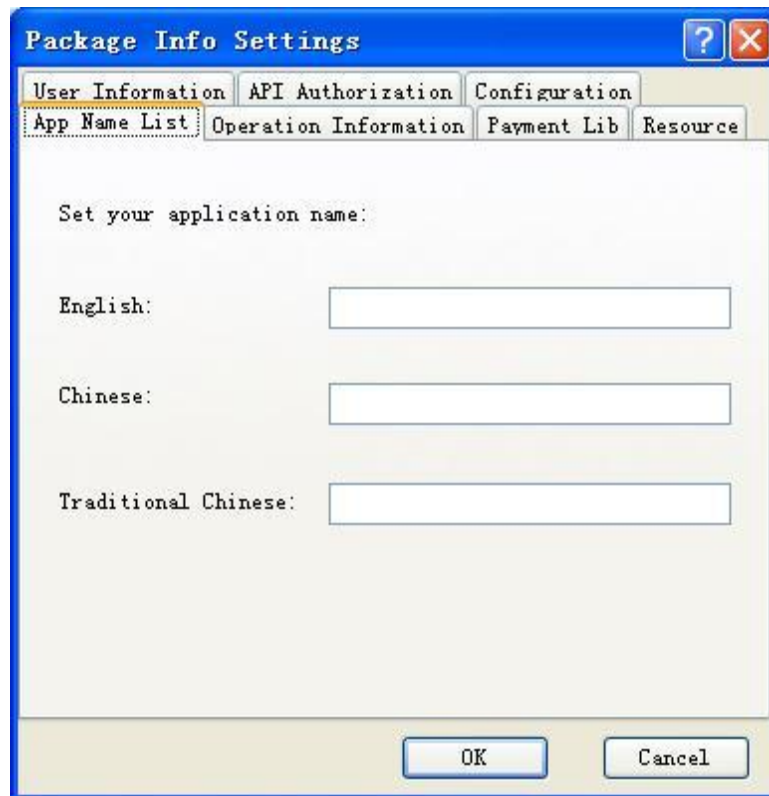 Package Info Settings
?
User Information API Authorization Configuration
App Name List Operation Information Payment Lib Resource
Set your application name:
English:
Chinese:
Traditional Chinese:
OK Cancel